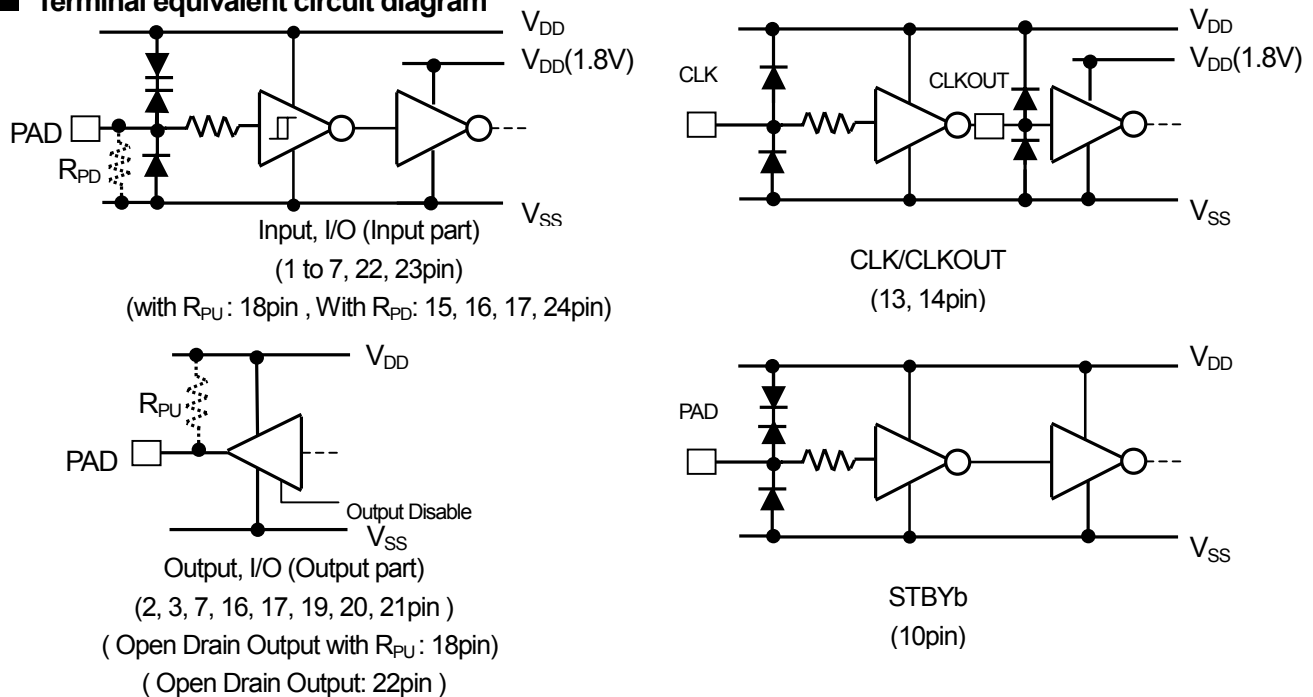 Terminal equivalent circuit diagram
VDD
VDD(1.8V)
PAD
RPD
VSS
Input, I/O (Input part)
(1 to 7, 22, 23pin)
(with RPU : 18pin , With RPD: 15, 16, 17, 24pin)
VDD
VDD(1.8V)
CLK
CLKOUT
VSS
CLK/CLKOUT
(13, 14pin)
VDD
RPU
PAD
Output Disable
VSS
Output, I/O (Output part)
(2, 3, 7, 16, 17, 19, 20, 21pin )
( Open Drain Output with RPU : 18pin)
( Open Drain Output: 22pin )
VDD
PAD
VSS
STBYb
(10pin)